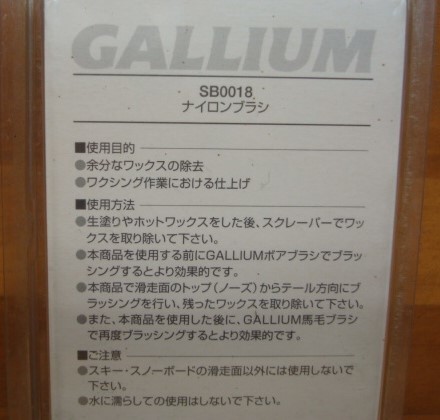 GALLIUM
SB0018
ナイロンブラシ
■使用目的
●余分なワックスの除去
●ワクシング作業における仕上げ
■使用方法
●生塗りやホットワックスをした後、スクレーパーでワ
ックスを取り除いて下さい。
●本商品を使用する前にGALLIUMボアブラシでブラッ
シングするとより効果的です。
●本商品で滑走面のトップ(ノーズ)からテール方向にブ
ラッシングを行い、残ったワックスを取り除いて下さい。
●また、本商品を使用した後に、GALLIUM馬毛ブラシ
で再度ブラッシングするとより効果的です。
■ご注意
●スキー・スノーボードの滑走面以外には使用しないで
下さい。
●水に濡らしての使用はしないで下さい。